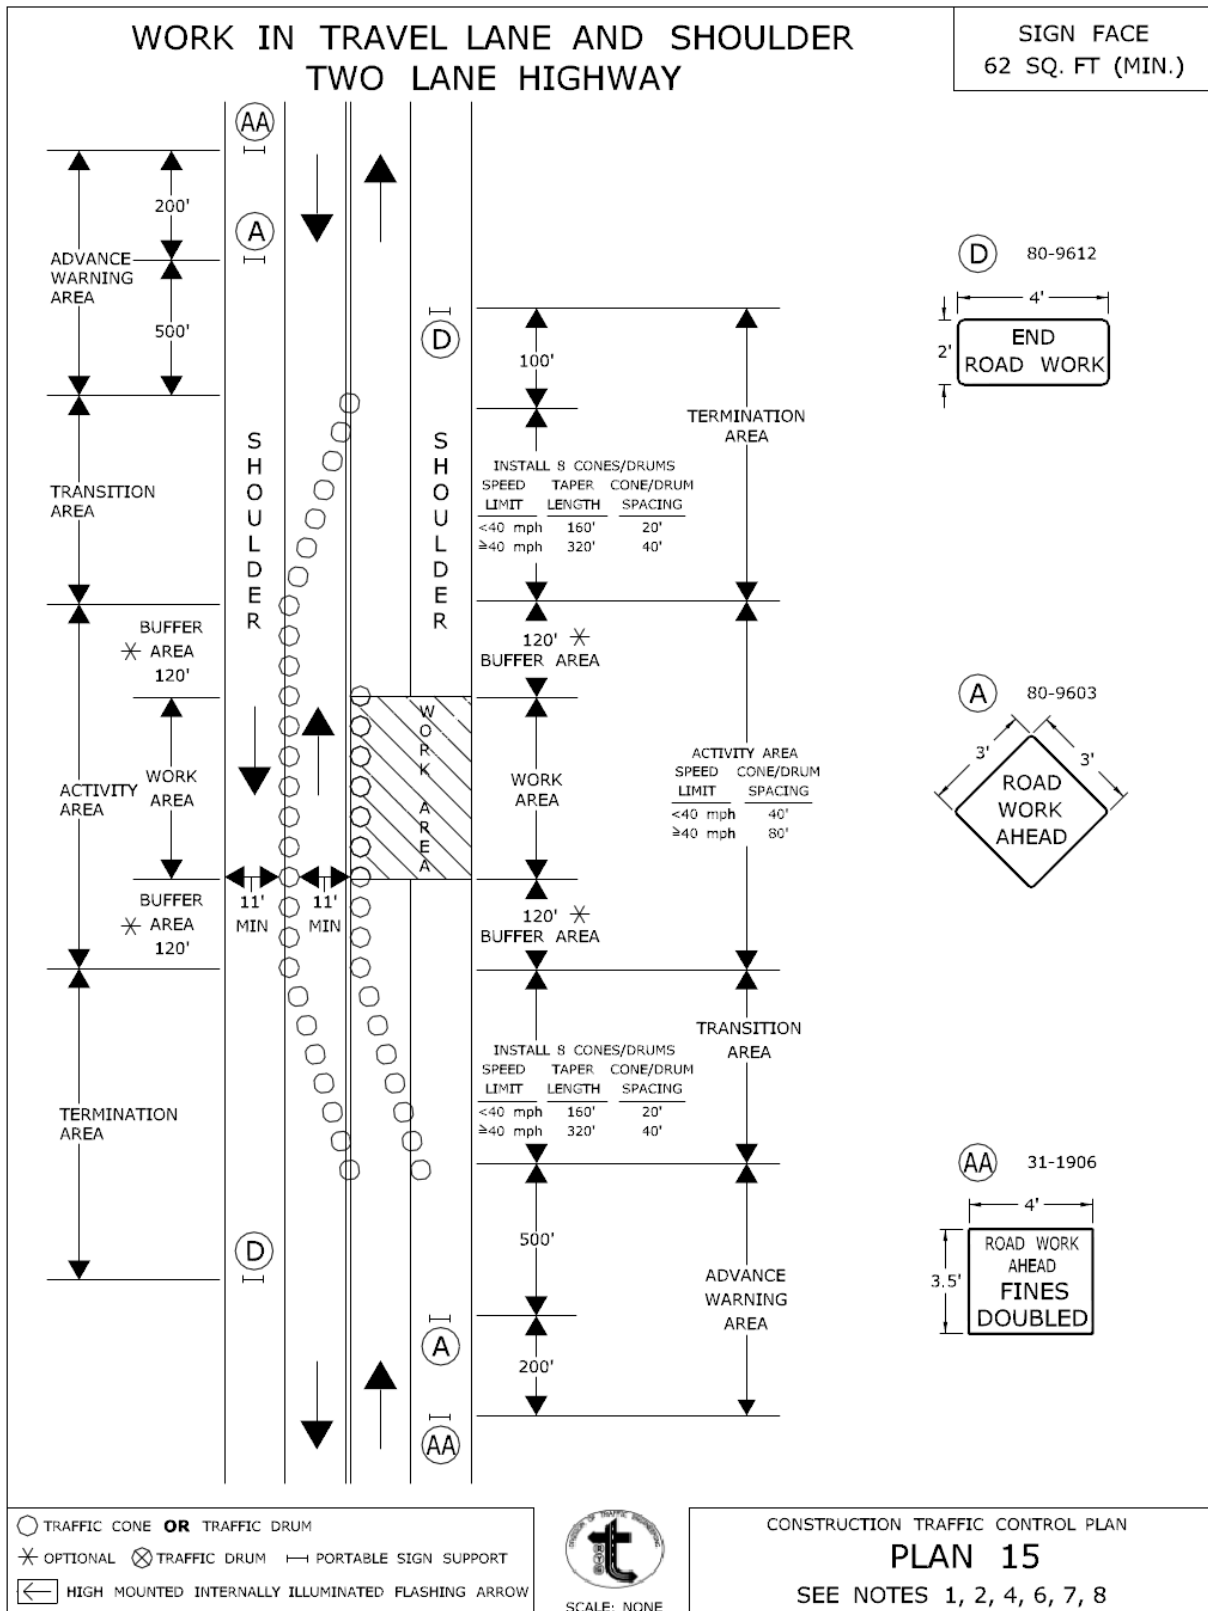 WORK IN TRAVEL LANE AND SHOULDER
TWO LANE HIGHWAY
SIGN FACE
62 SQ. FT (MIN.)
AA
200'
A
ADVANCE
WARNING
AREA
500'
D
100'
TERMINATION
AREA
D 80-9612
4'
2'
END
ROAD WORK
SHOULDER
SHOULDER
TRANSITION
AREA
INSTALL 8 CONES/DRUMS
SPEED TAPER CONE/DRUM
LIMIT LENGTH SPACING
<40 mph 160' 20'
≥40 mph 320' 40'
BUFFER
* AREA
120'
120' *
BUFFER AREA
A 80-9603
3'
3'
ROAD
WORK
AHEAD
WORK AREA
ACTIVITY
AREA
WORK
AREA
WORK
AREA
ACTIVITY AREA
SPEED CONE/DRUM
LIMIT SPACING
<40 mph 40'
≥40 mph 80'
BUFFER
* AREA
120'
11'
MIN
11'
MIN
120' *
BUFFER AREA
TRANSITION
AREA
INSTALL 8 CONES/DRUMS
SPEED TAPER CONE/DRUM
LIMIT LENGTH SPACING
<40 mph 160' 20'
≥40 mph 320' 40'
TERMINATION
AREA
AA 31-1906
4'
3.5'
ROAD WORK
AHEAD
FINES
DOUBLED
D
500'
ADVANCE
WARNING
AREA
A
200'
AA
TRAFFIC CONE OR TRAFFIC DRUM
* OPTIONAL TRAFFIC DRUM PORTABLE SIGN SUPPORT
HIGH MOUNTED INTERNALLY ILLUMINATED FLASHING ARROW
DIVISION OF TRAFFIC ENGINEERING
t
SCALE: NONE
CONSTRUCTION TRAFFIC CONTROL PLAN
PLAN 15
SEE NOTES 1, 2, 4, 6, 7, 8